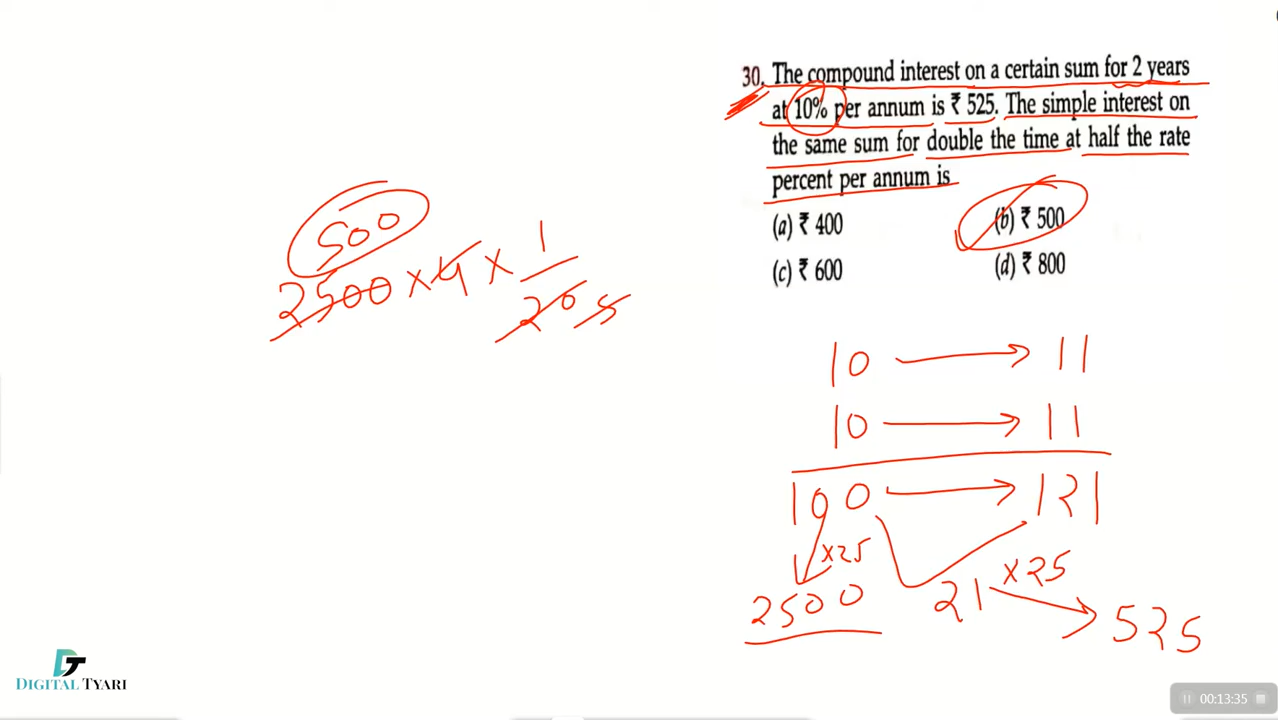 30. The compound interest on a certain sum for 2 years
at 10% per annum is ₹ 525. The simple interest on
the same sum for double the time at half the rate
percent per annum is
(a) ₹ 400 (b) ₹ 500
(c) ₹ 600 (d) ₹ 800
500
2500 × 4 × 1
20 5
10 → 11
10 → 11
100 → 121
×25
2500
21 ×25 → 525
DIGITAL TYARI
00:13:35